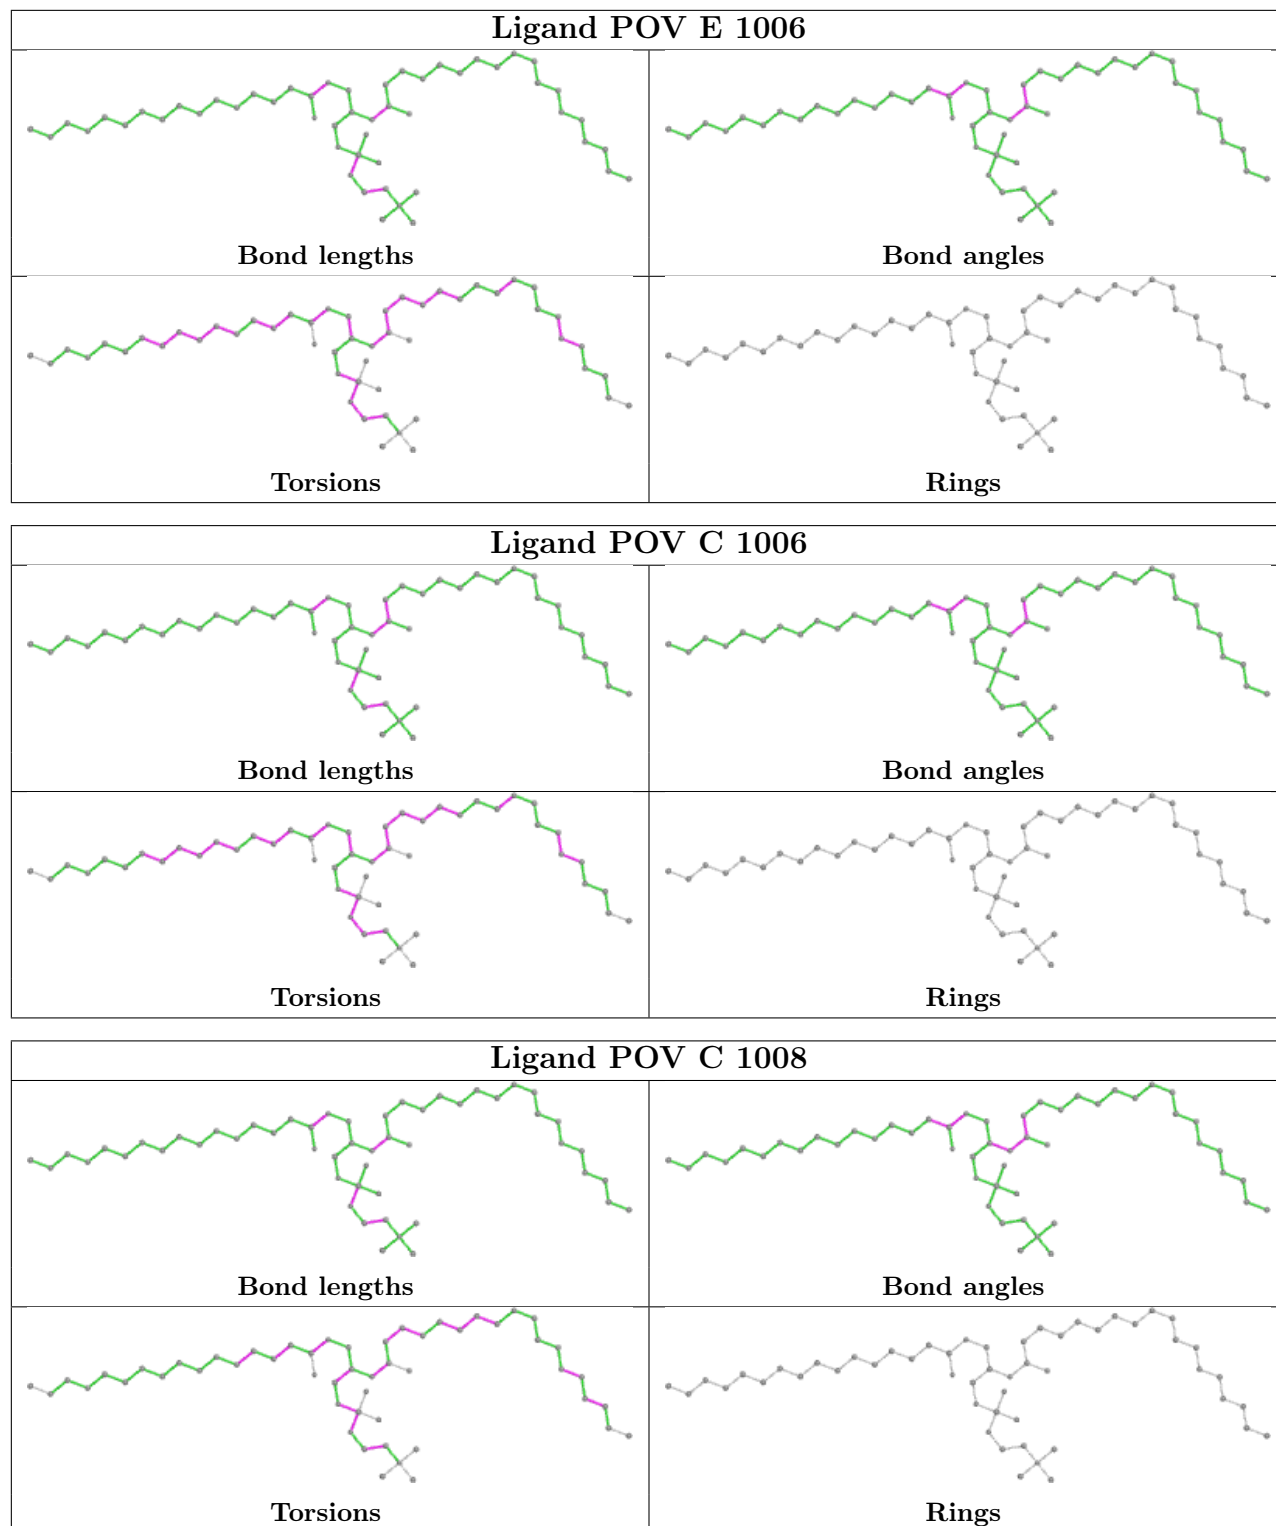 Ligand POV E 1006
Bond lengths
Bond angles
Torsions
Rings
Ligand POV C 1006
Bond lengths
Bond angles
Torsions
Rings
Ligand POV C 1008
Bond lengths
Bond angles
Torsions
Rings